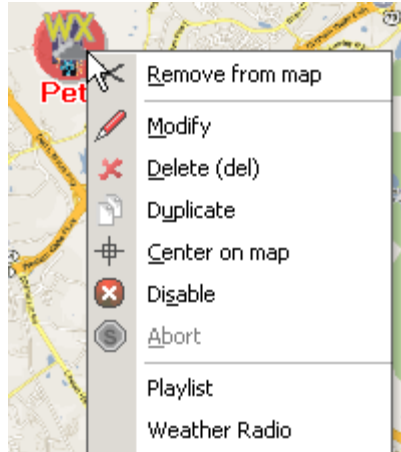 WX
Pet
Remove from map
Modify
Delete (del)
Duplicate
Center on map
Disable
Abort
Playlist
Weather Radio